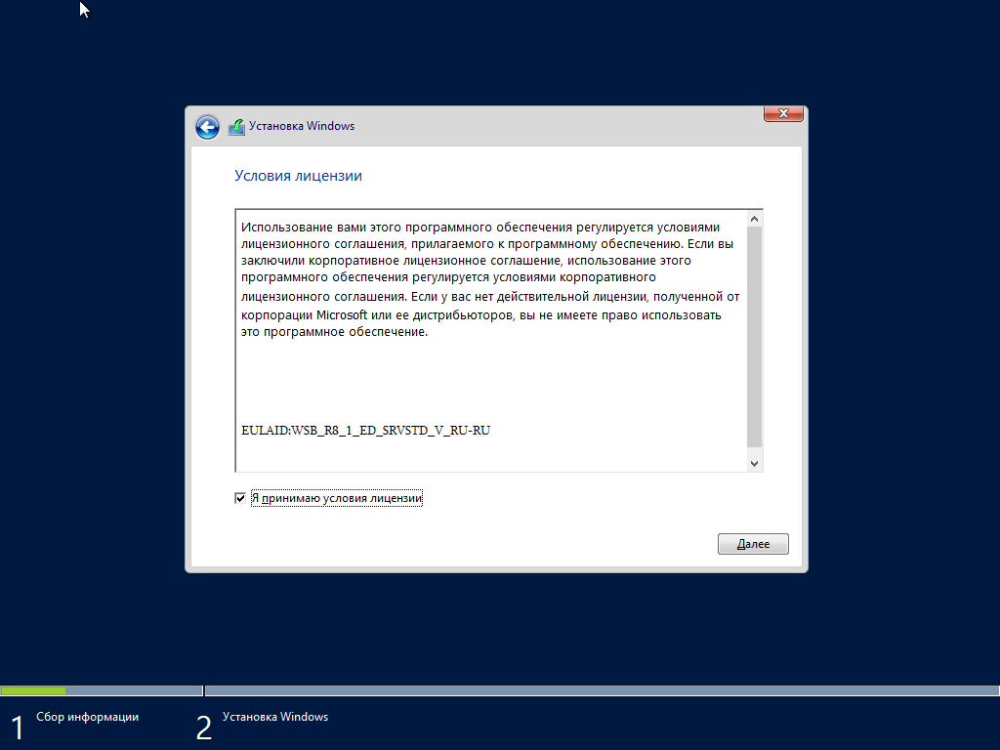 Установка Windows
Условия лицензии
Использование вами этого программного обеспечения регулируется условиями
лицензионного соглашения, прилагаемого к программному обеспечению. Если вы
заключили корпоративное лицензионное соглашение, использование этого
программного обеспечения регулируется условиями корпоративного
лицензионного соглашения. Если у вас нет действительной лицензии, полученной от
корпорации Microsoft или ее дистрибьюторов, вы не имеете право использовать
это программное обеспечение.
EULAID:WSB_R8_1_ED_SRVSTD_V_RU-RU
Я принимаю условия лицензии
Далее
1 Сбор информации
2 Установка Windows